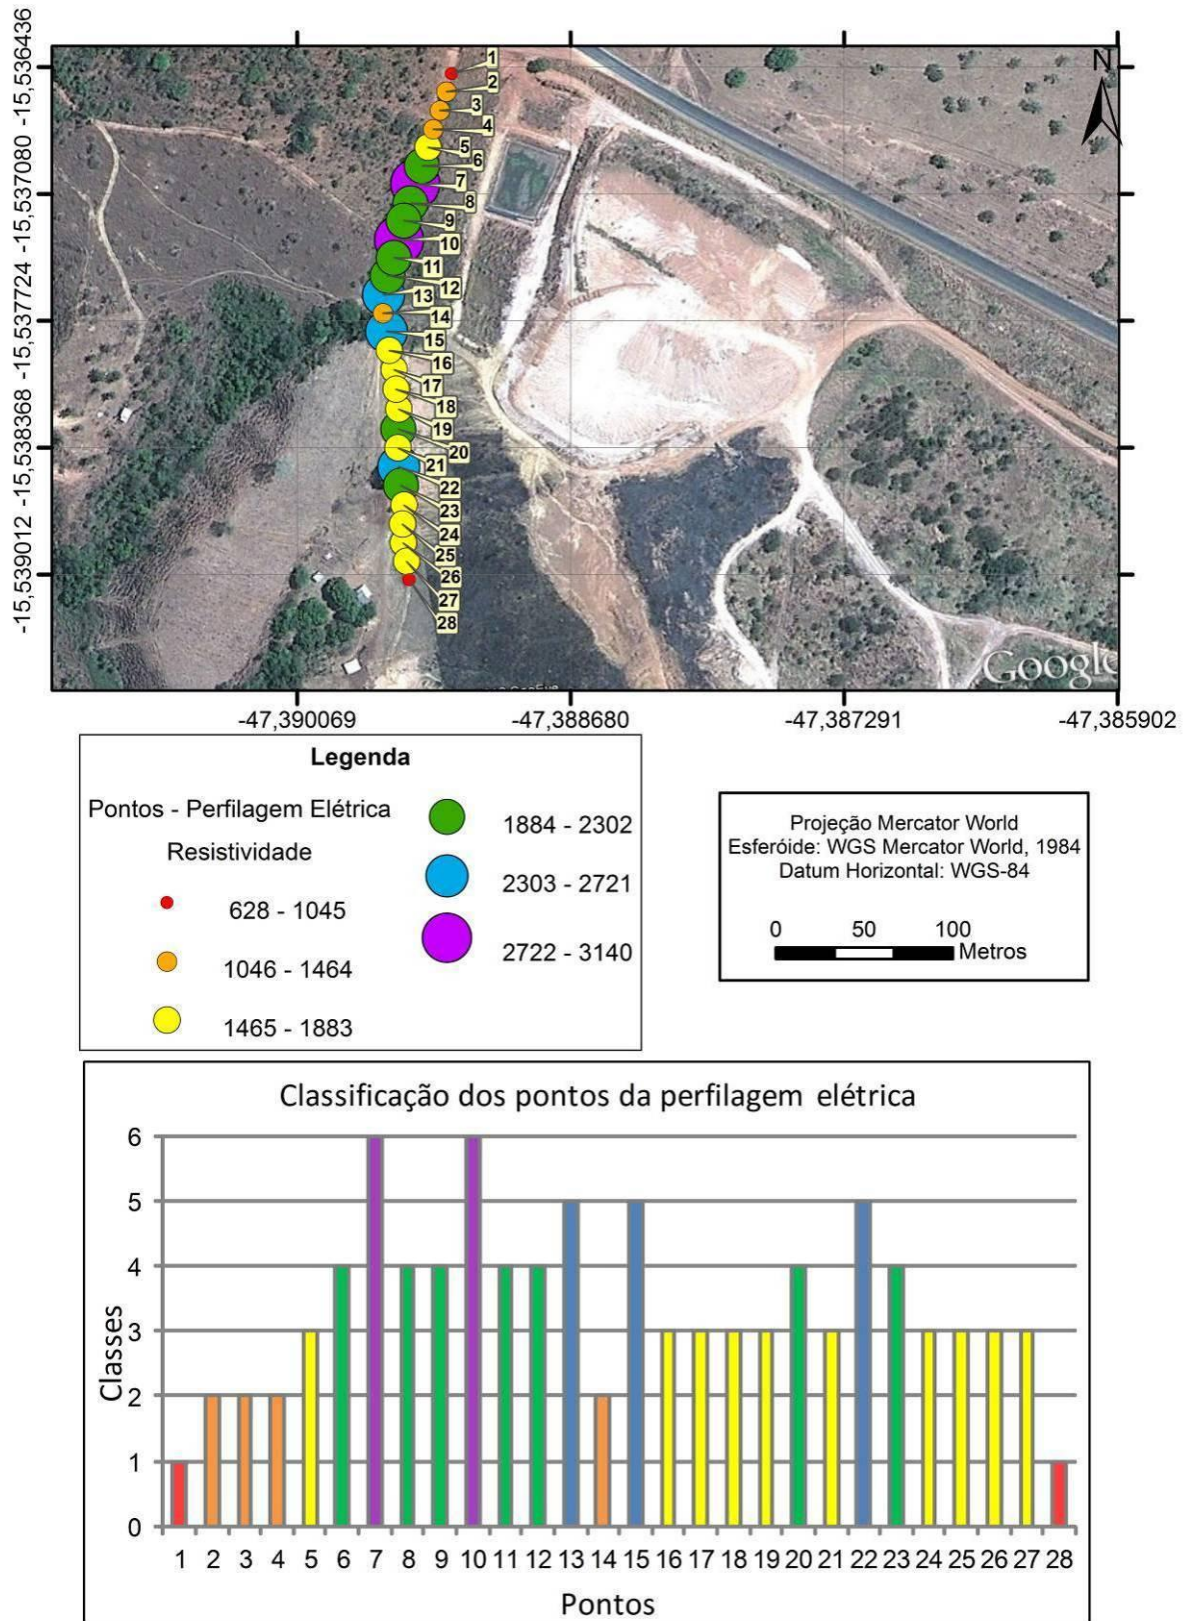 -15,536436
-15,537080
-15,537724
-15,538368
-15,539012
N
1
2
3
4
5
6
7
8
9
10
11
12
13
14
15
16
17
18
19
20
21
22
23
24
25
26
27
28
Google
-47,390069
-47,388680
-47,387291
-47,385902
Legenda
Pontos - Perfilagem Elétrica
Resistividade
628 - 1045
1046 - 1464
1465 - 1883
1884 - 2302
2303 - 2721
2722 - 3140
Projeção Mercator World
Esferóide: WGS Mercator World, 1984
Datum Horizontal: WGS-84
0 50 100
Metros
Classificação dos pontos da perfilagem elétrica
Classes
6
5
4
3
2
1
0
1 2 3 4 5 6 7 8 9 10 11 12 13 14 15 16 17 18 19 20 21 22 23 24 25 26 27 28
Pontos